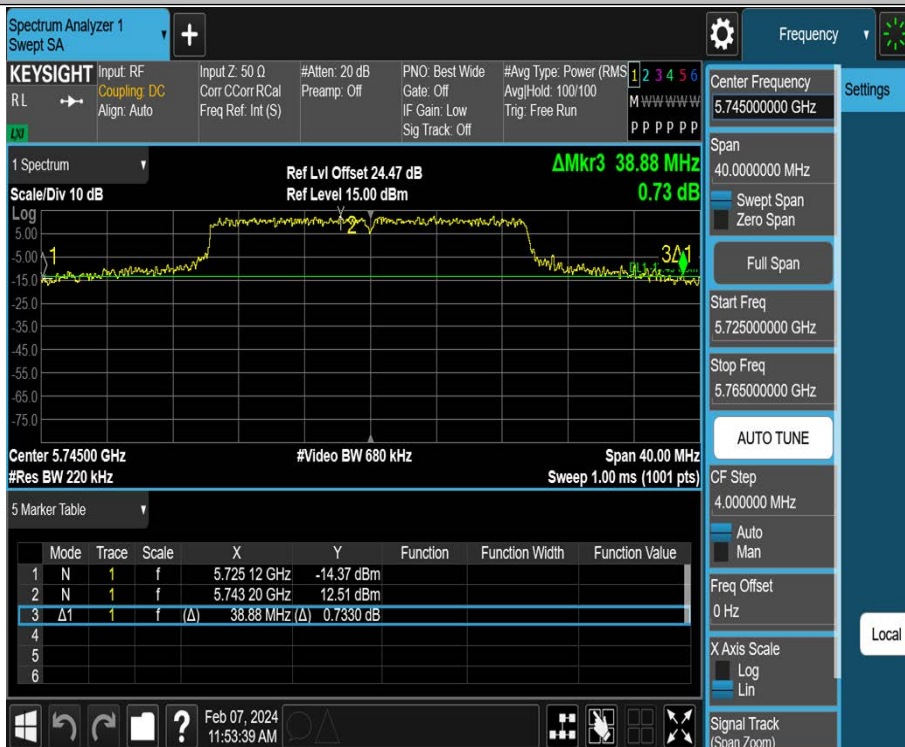 Spectrum Analyzer 1
Swept SA
Frequency
KEYSIGHT Input: RF Input Z: 50 Ω #Atten: 20 dB PNO: Best Wide #Avg Type: Power (RMS 1 2 3 4 5 6
RL Coupling: DC Corr CCorr RCal Preamp: Off Gate: Off Avg|Hold: 100/100
Align: Auto Freq Ref: Int (S) IF Gain: Low Trig: Free Run M W W W W W
Sig Track: Off
LXI P P P P P P
1 Spectrum
Ref Lvl Offset 24.47 dB ΔMkr3 38.88 MHz
Scale/Div 10 dB Ref Level 15.00 dBm 0.73 dB
Log
5.00
-5.00
-15.0
-25.0
-35.0
-45.0
-55.0
-65.0
-75.0
1
2
3Δ1
Center 5.74500 GHz #Video BW 680 kHz Span 40.00 MHz
#Res BW 220 kHz Sweep 1.00 ms (1001 pts)
5 Marker Table
Mode Trace Scale X Y Function Function Width Function Value
1 N 1 f 5.725 12 GHz -14.37 dBm
2 N 1 f 5.743 20 GHz 12.51 dBm
3 Δ1 1 f (Δ) 38.88 MHz (Δ) 0.7330 dB
4
5
6
Feb 07, 2024
11:53:39 AM
?
Center Frequency
5.745000000 GHz
Span
40.0000000 MHz
Swept Span
Zero Span
Full Span
Start Freq
5.725000000 GHz
Stop Freq
5.765000000 GHz
AUTO TUNE
CF Step
4.000000 MHz
Auto
Man
Freq Offset
0 Hz
X Axis Scale
Log
Lin
Signal Track
(Span Zoom)
Settings
Local